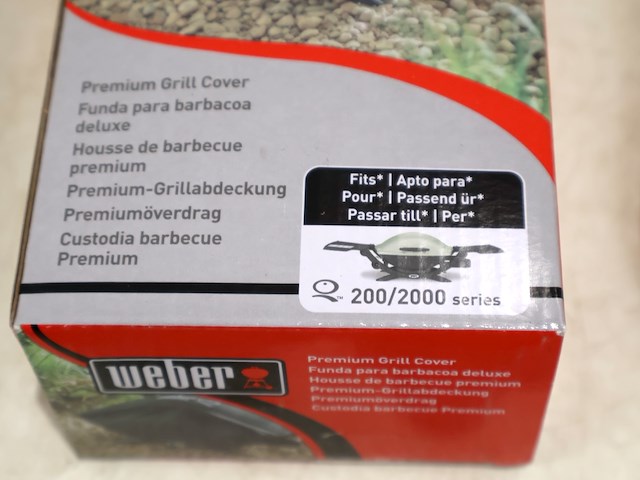 Premium Grill Cover
Funda para barbacoa
deluxe
Housse de barbecue
premium
Premium-Grillabdeckung
Premiumöverdrag
Custodia barbecue
Premium
Fits* | Apto para*
Pour* | Passend ür*
Passar till* | Per*
Q™ 200/2000 series
weber
Premium Grill Cover
Funda para barbacoa deluxe
Housse de barbecue premium
Premium-Grillabdeckung
Premiumöverdrag
Custodia barbecue Premium